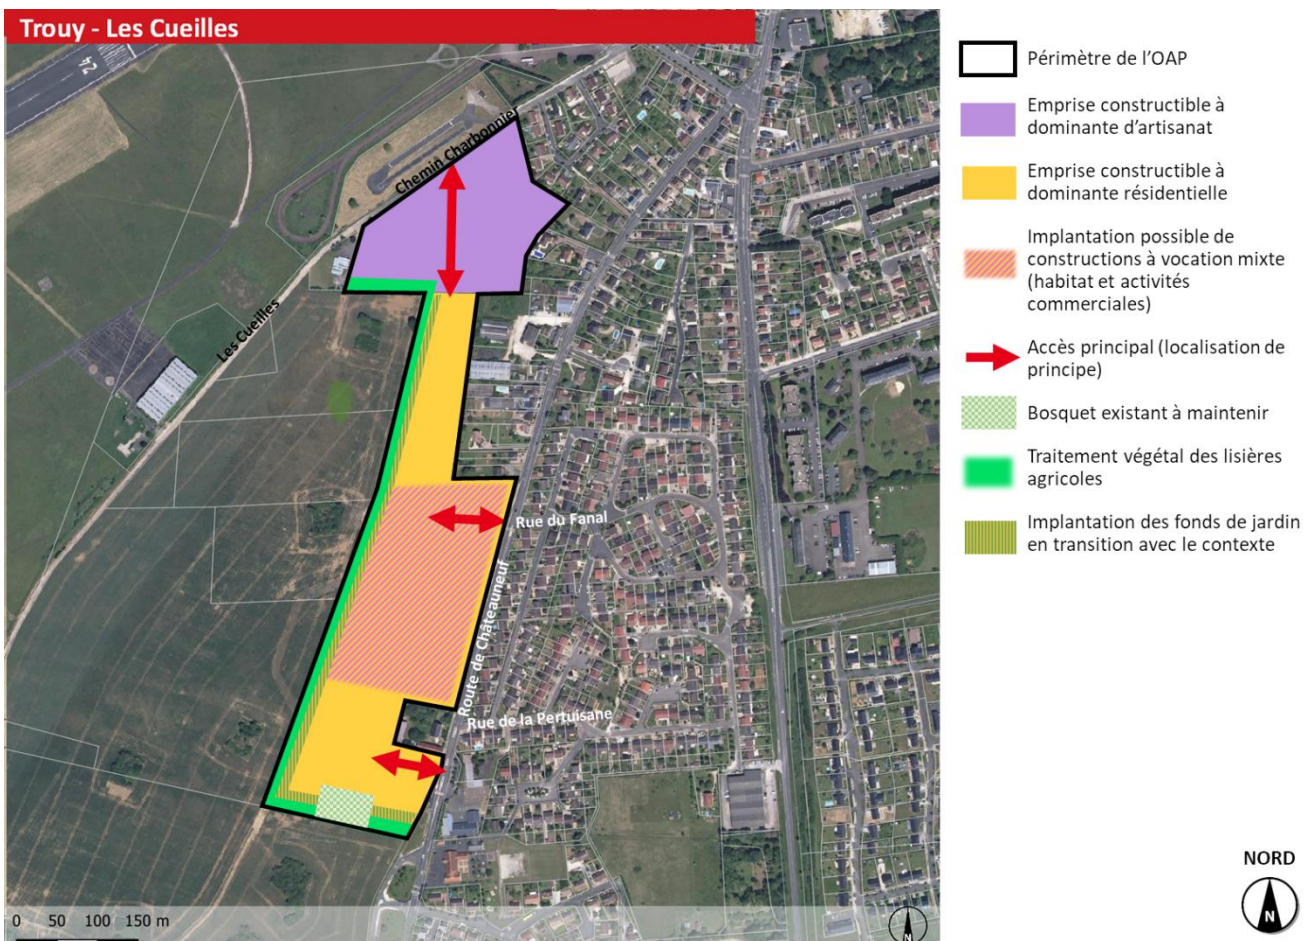 Trouy - Les Cueilles
24
Chemin Charbonnie
Les Cueilles
Rue du Fanal
Route de Châteauneuf
Rue de la Pertuisane
0 50 100 150 m
N
Périmètre de l'OAP
Emprise constructible à
dominante d'artisanat
Emprise constructible à
dominante résidentielle
Implantation possible de
constructions à vocation mixte
(habitat et activités
commerciales)
Accès principal (localisation de
principe)
Bosquet existant à maintenir
Traitement végétal des lisières
agricoles
Implantation des fonds de jardin
en transition avec le contexte
NORD
N